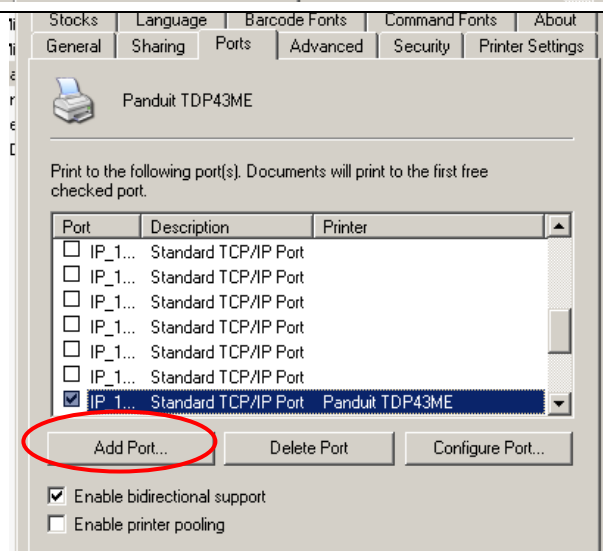 Stocks Language Barcode Fonts Command Fonts About
General Sharing Ports Advanced Security Printer Settings
Panduit TDP43ME
Print to the following port(s). Documents will print to the first free
checked port.
Port Description Printer
IP_1... Standard TCP/IP Port
IP_1... Standard TCP/IP Port
IP_1... Standard TCP/IP Port
IP_1... Standard TCP/IP Port
IP_1... Standard TCP/IP Port
IP_1... Standard TCP/IP Port
IP_1... Standard TCP/IP Port Panduit TDP43ME
Add Port... Delete Port Configure Port...
Enable bidirectional support
Enable printer pooling